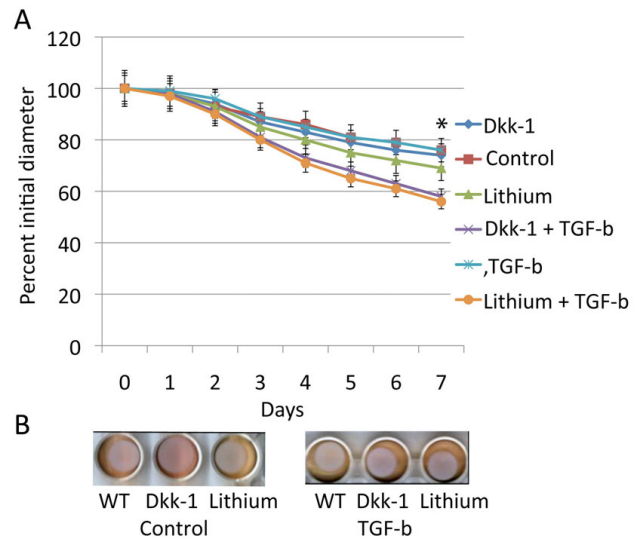 A
120
100
80
60
40
20
0
Percent initial diameter
0 1 2 3 4 5 6 7
Days
*
Dkk-1
Control
Lithium
Dkk-1 + TGF-b
,TGF-b
Lithium + TGF-b
B
WT Dkk-1 Lithium
Control
WT Dkk-1 Lithium
TGF-b